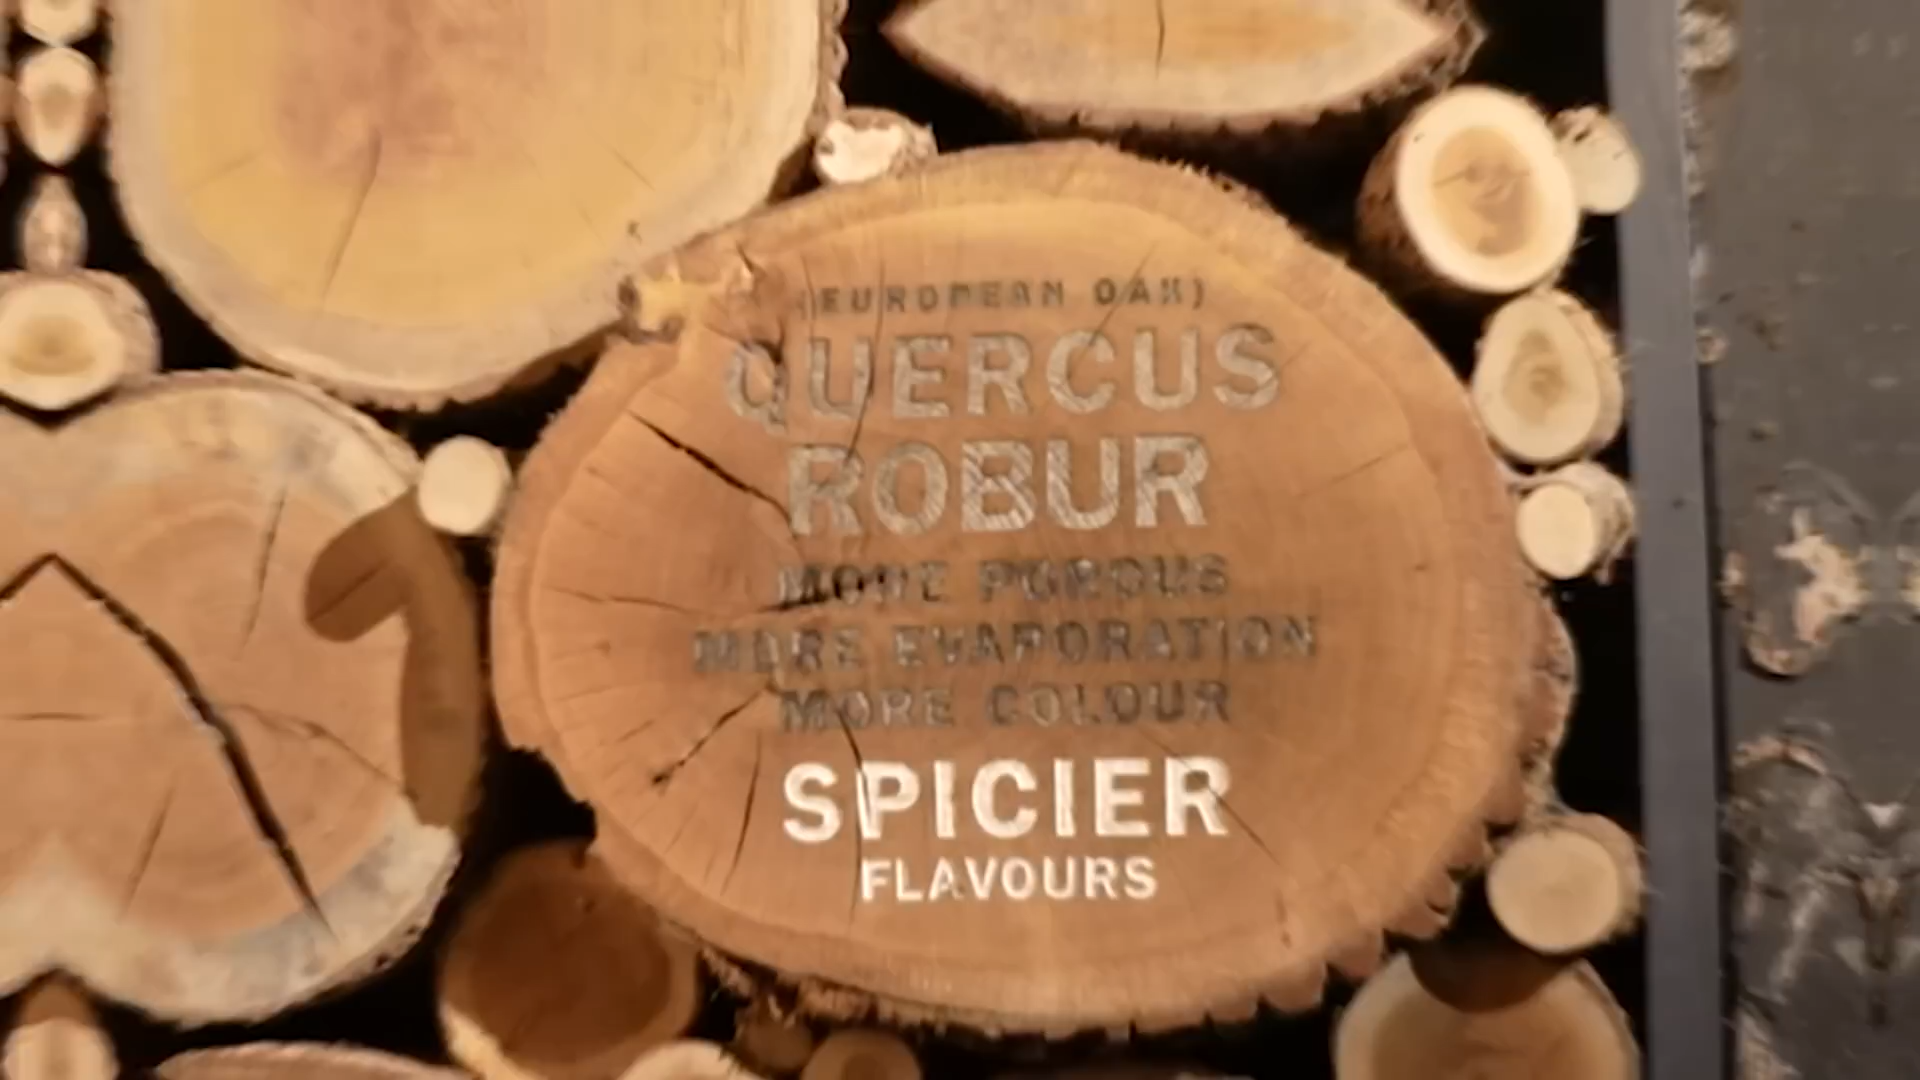 (EUROPEAN OAK)
QUERCUS
ROBUR
MORE POROUS
MORE EVAPORATION
MORE COLOUR
SPICIER
FLAVOURS